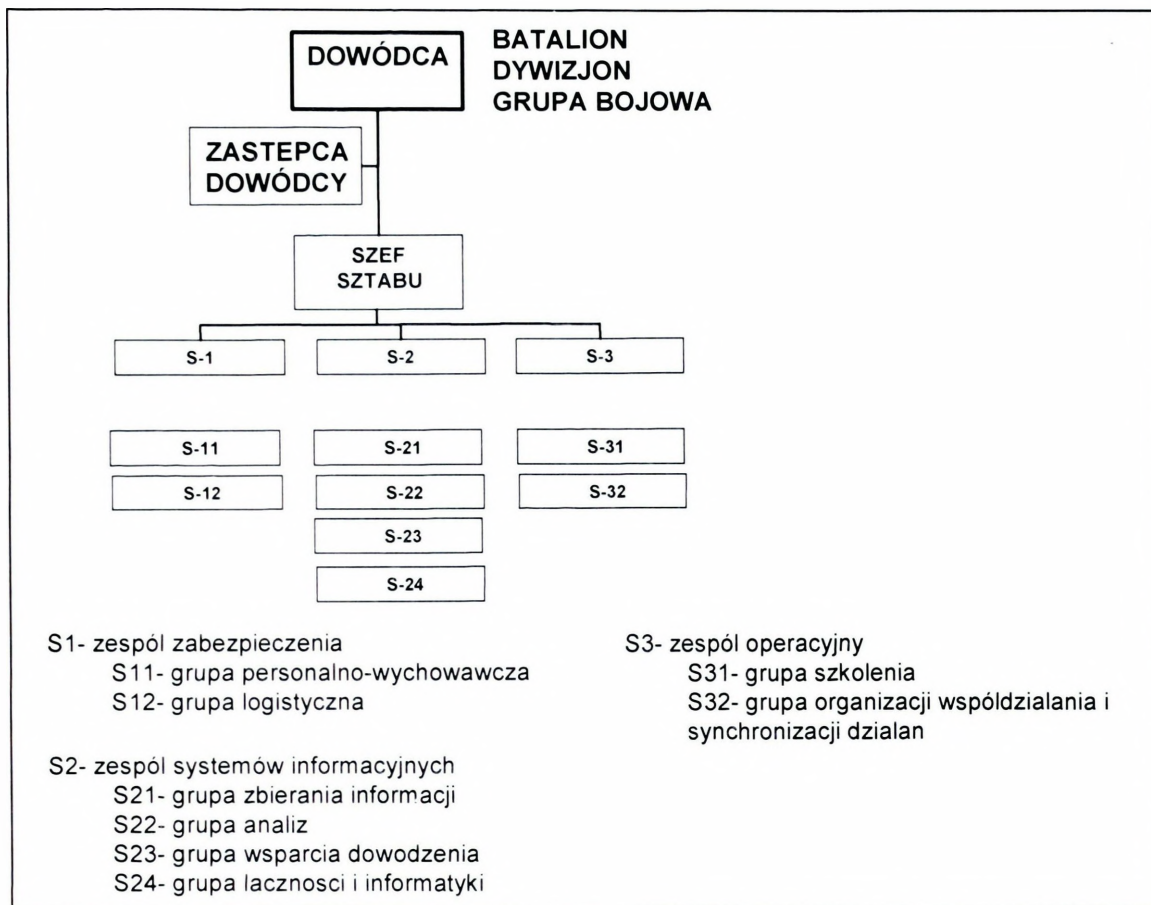 DOWÓDCA
BATALION
DYWIZJON
GRUPA BOJOWA
ZASTEPCA
DOWÓDCY
SZEF
SZTABU
S-1
S-2
S-3
S-11
S-21
S-31
S-12
S-22
S-32
S-23
S-24
S1- zespól zabezpieczenia
S11- grupa personalno-wychowawcza
S12- grupa logistyczna
S2- zespól systemów informacyjnych
S21- grupa zbierania informacji
S22- grupa analiz
S23- grupa wsparcia dowodzenia
S24- grupa lacznosci i informatyki
S3- zespól operacyjny
S31- grupa szkolenia
S32- grupa organizacji wspóldzialania i
synchronizacji dzialan